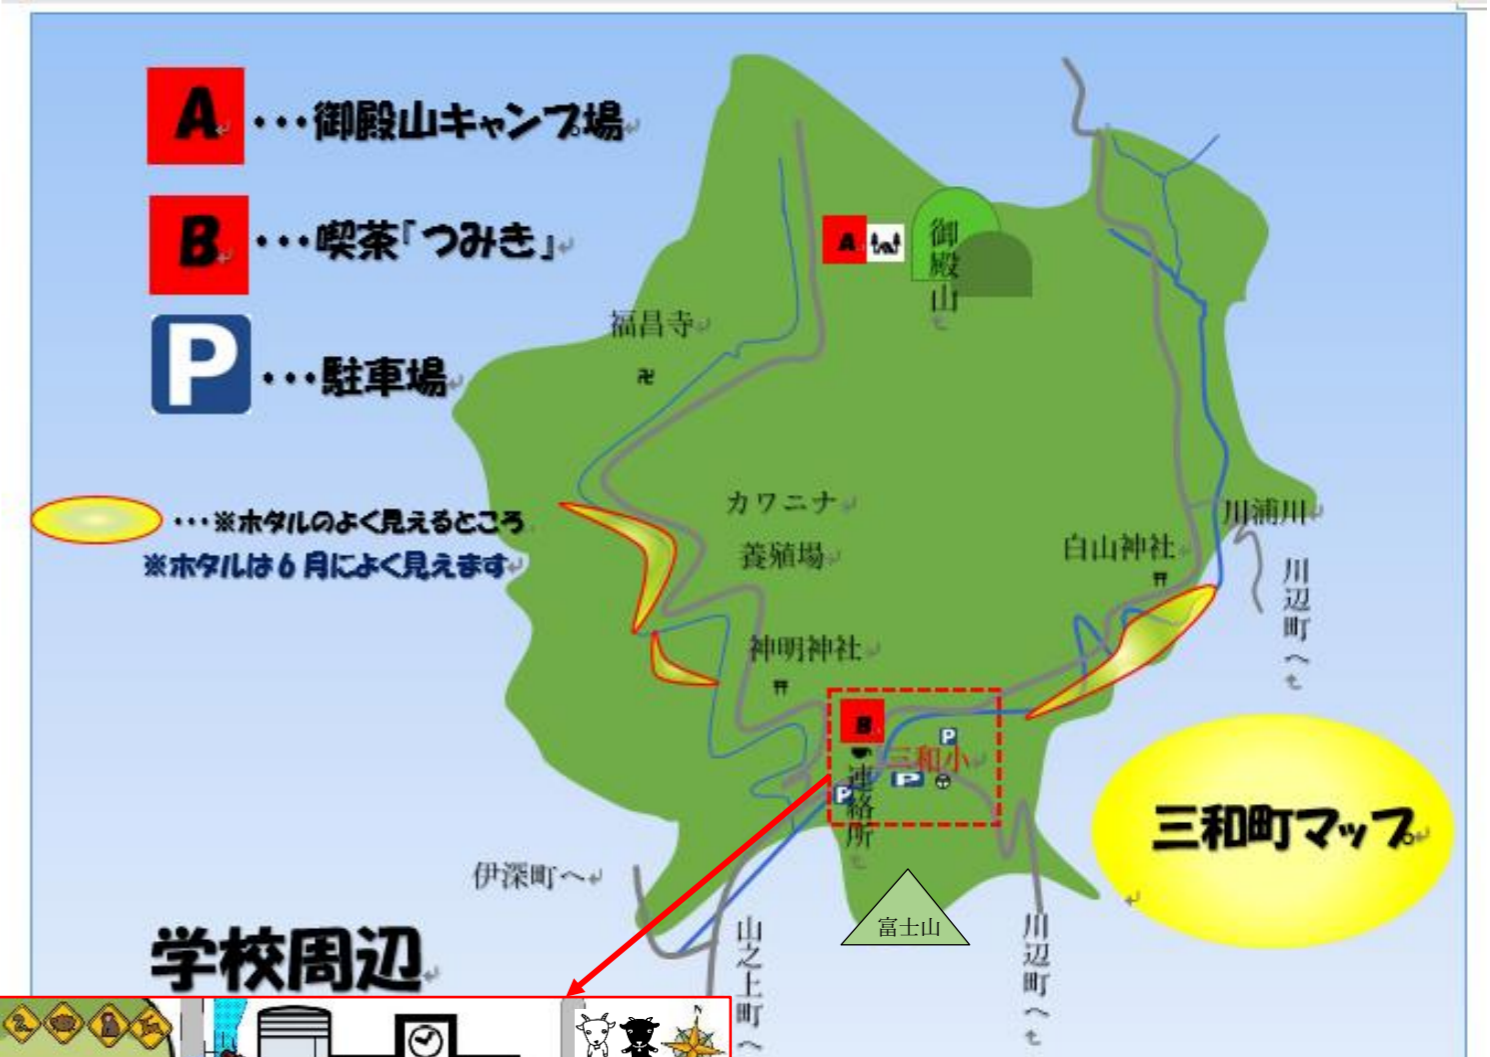 A …御殿山キャンプ場
B …喫茶『つみき』
P …駐車場
…※ホタルのよく見えるところ
※ホタルは6月によく見えます
A
御殿山
福昌寺
カワニナ
養殖場
神明神社
白山神社
川浦川
川辺町へ
B
P
三和小
P
P
連絡所
三和町マップ
伊深町へ
富士山
山之上町へ
川辺町へ
学校周辺
N